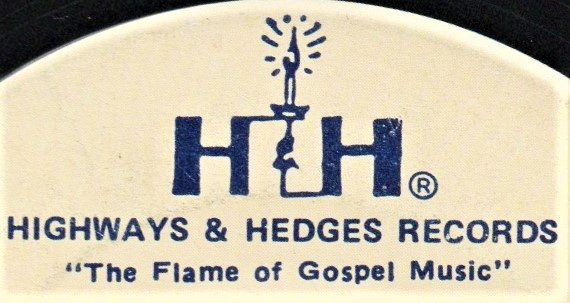 H&H®
HIGHWAYS & HEDGES RECORDS
"The Flame of Gospel Music"